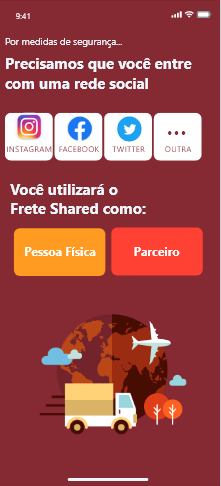 9:41
Por medidas de segurança...
Precisamos que você entre
com uma rede social
INSTAGRAM FACEBOOK TWITTER OUTRA
Você utilizará o
Frete Shared como:
Pessoa Física Parceiro